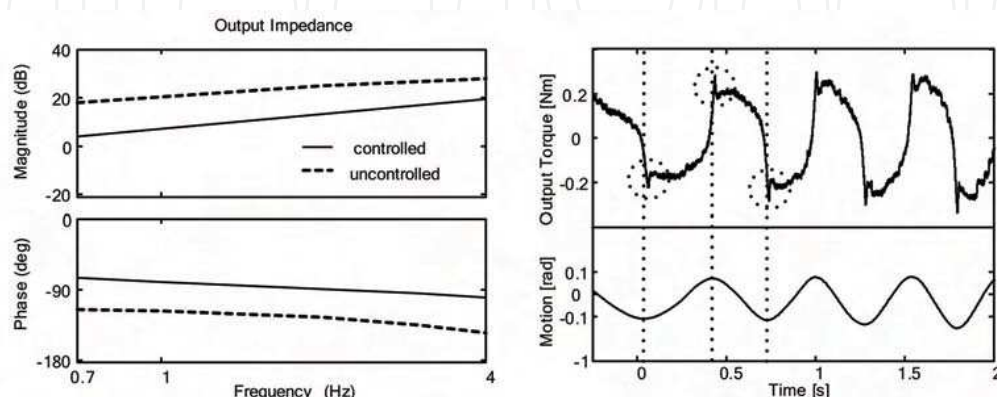 Output Impedance
Magnitude (dB)
40
20
0
-20
controlled
uncontrolled
Phase (deg)
0
-90
-180
0.7
1
4
Frequency (Hz)
Output Torque [Nm]
0.2
0
-0.2
Motion [rad]
0.1
0
-0.1
-1
0
0.5
1
1.5
2
Time [s]